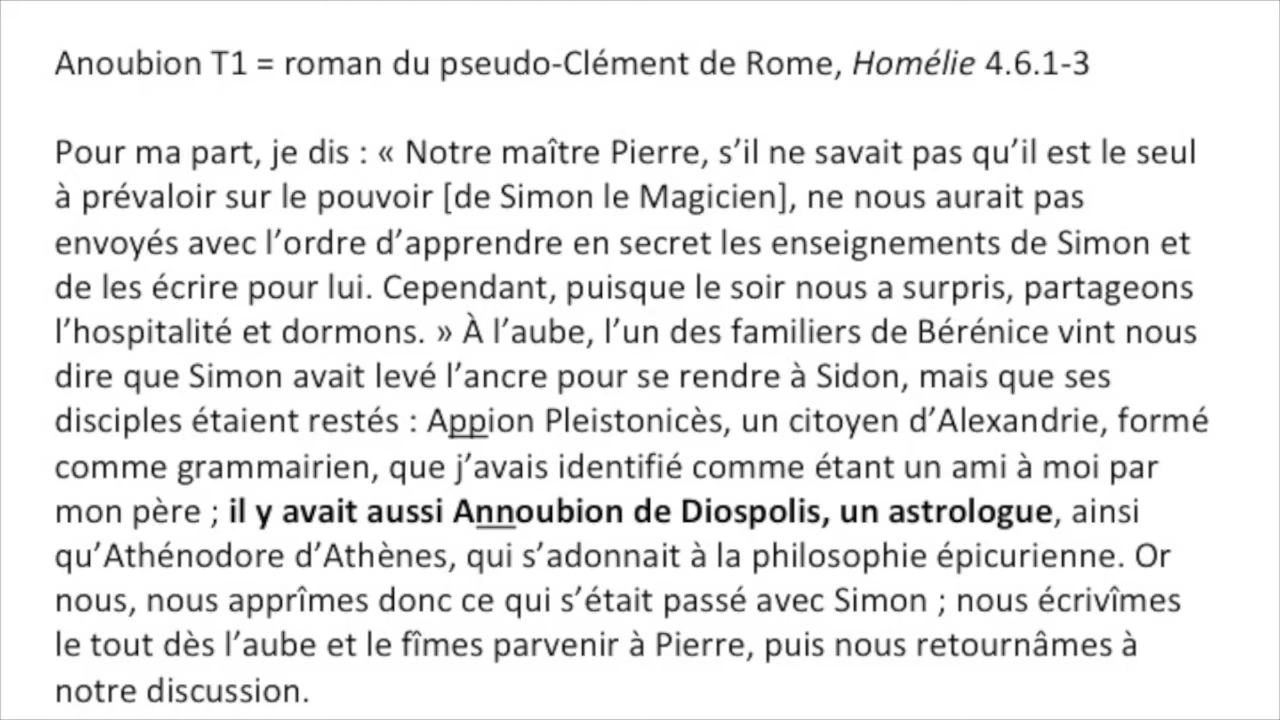 Anoubion T1 = roman du pseudo-Clément de Rome, Homélie 4.6.1-3
Pour ma part, je dis : « Notre maître Pierre, s’il ne savait pas qu’il est le seul
à prévaloir sur le pouvoir [de Simon le Magicien], ne nous aurait pas
envoyés avec l’ordre d’apprendre en secret les enseignements de Simon et
de les écrire pour lui. Cependant, puisque le soir nous a surpris, partageons
l’hospitalité et dormons. » À l’aube, l’un des familiers de Bérénice vint nous
dire que Simon avait levé l’ancre pour se rendre à Sidon, mais que ses
disciples étaient restés : Appion Pleistonicès, un citoyen d’Alexandrie, formé
comme grammairien, que j’avais identifié comme étant un ami à moi par
mon père ; il y avait aussi Annoubion de Diospolis, un astrologue, ainsi
qu’Athénodore d’Athènes, qui s’adonnait à la philosophie épicurienne. Or
nous, nous apprîmes donc ce qui s’était passé avec Simon ; nous écrivîmes
le tout dès l’aube et le fîmes parvenir à Pierre, puis nous retournâmes à
notre discussion.